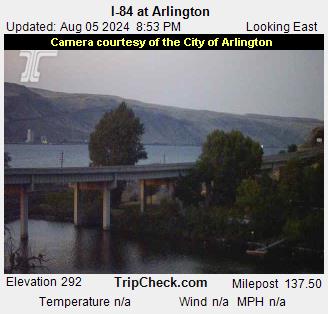 I-84 at Arlington
Updated: Aug 05 2024 8:53 PM Looking East
Camera courtesy of the City of Arlington
Elevation 292 TripCheck.com Milepost 137.50
Temperature n/a Wind n/a MPH n/a